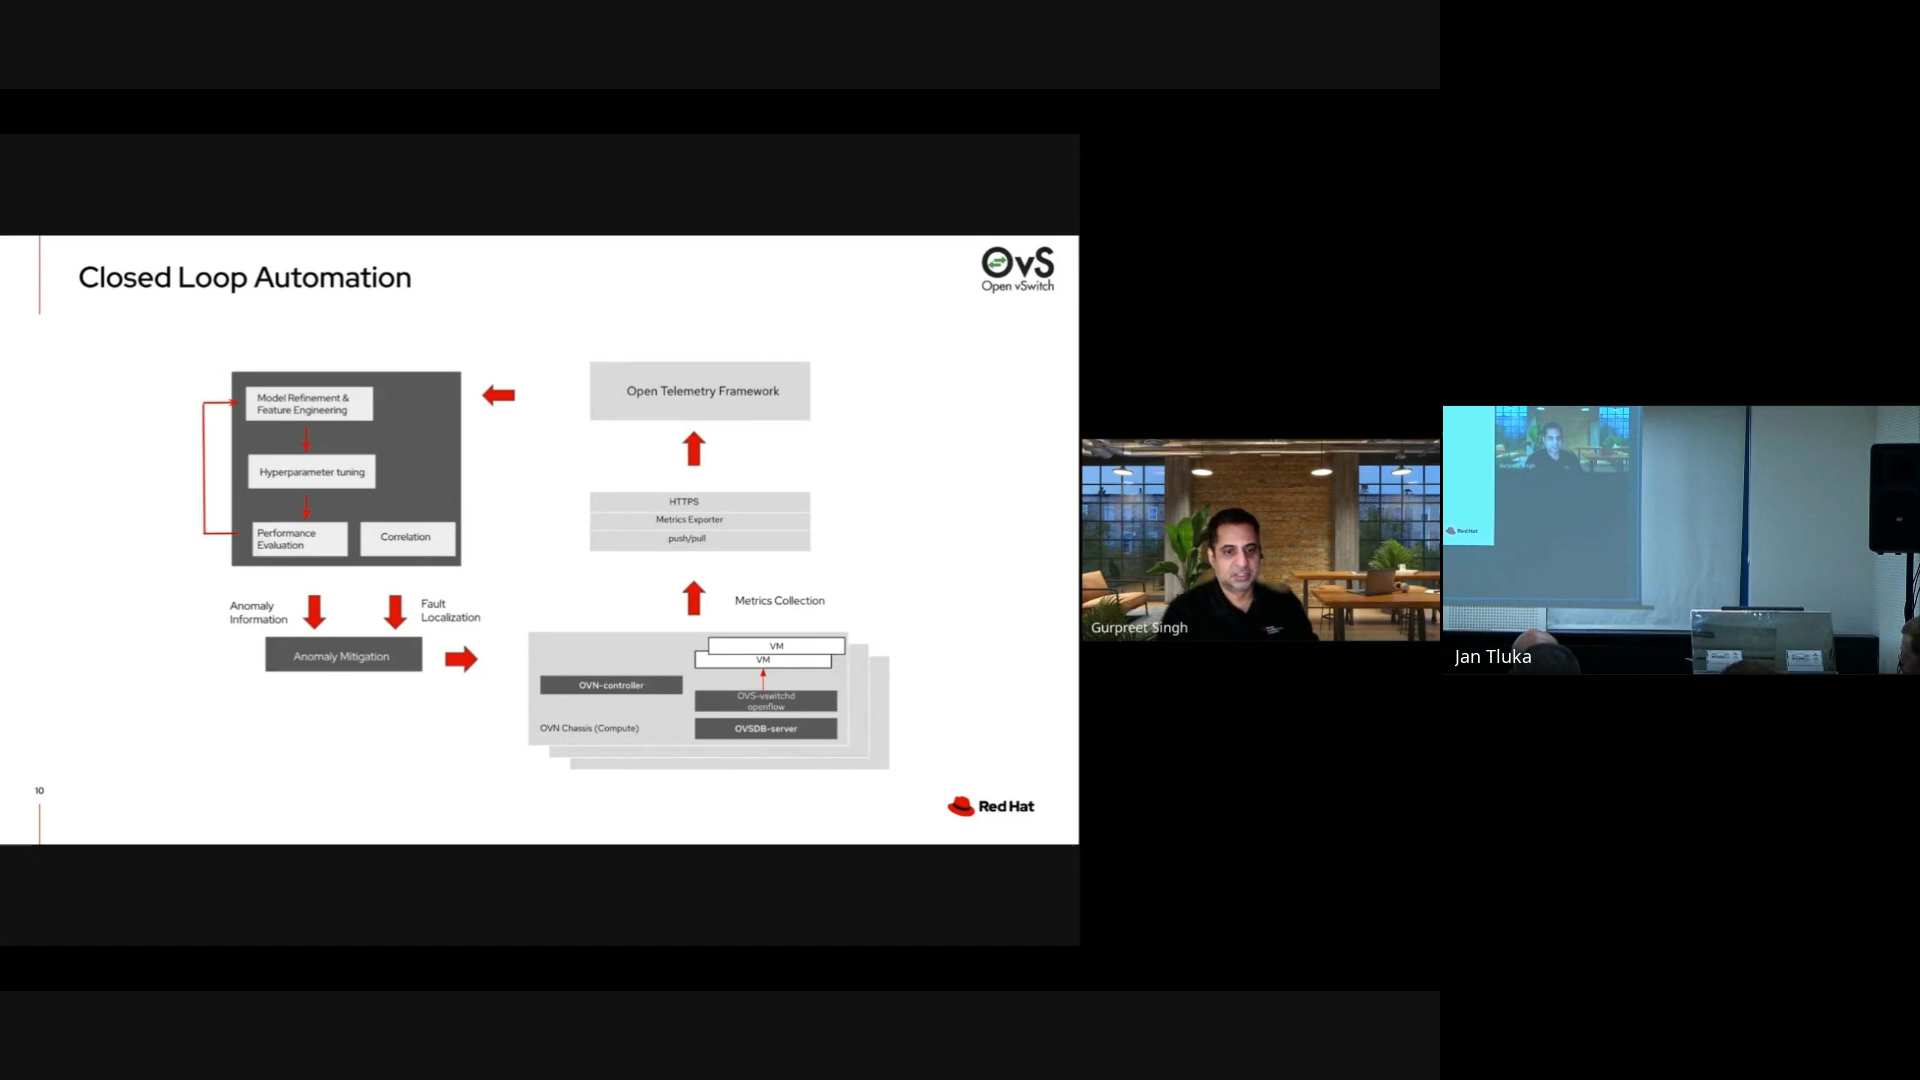 Closed Loop Automation
OvS
Open vSwitch
Model Refinement &
Feature Engineering
Hyperparameter tuning
Performance
Evaluation
Correlation
Anomaly
Information
Fault
Localization
Anomaly Mitigation
Open Telemetry Framework
HTTPS
Metrics Exporter
push/pull
Metrics Collection
VM
VM
OVN-controller
OVS-vswitchd
openflow
OVN Chassis (Compute)
OVSDB-server
10
Red Hat
Gurpreet Singh
Red Hat
Jan Tluka